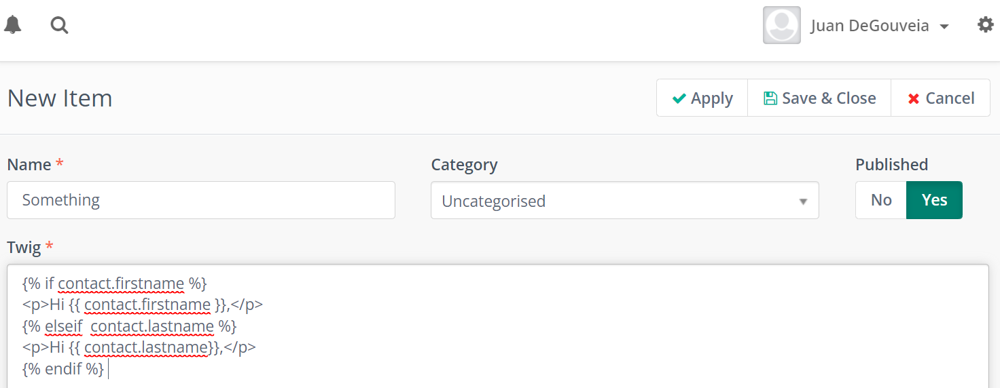 Juan DeGouveia
New Item
Apply
Save & Close
Cancel
Name *
Category
Published
Something
Uncategorised
No
Yes
Twig *
{% if contact.firstname %}
<p>Hi {{ contact.firstname }},</p>
{% elseif  contact.lastname %}
<p>Hi {{ contact.lastname}},</p>
{% endif %}